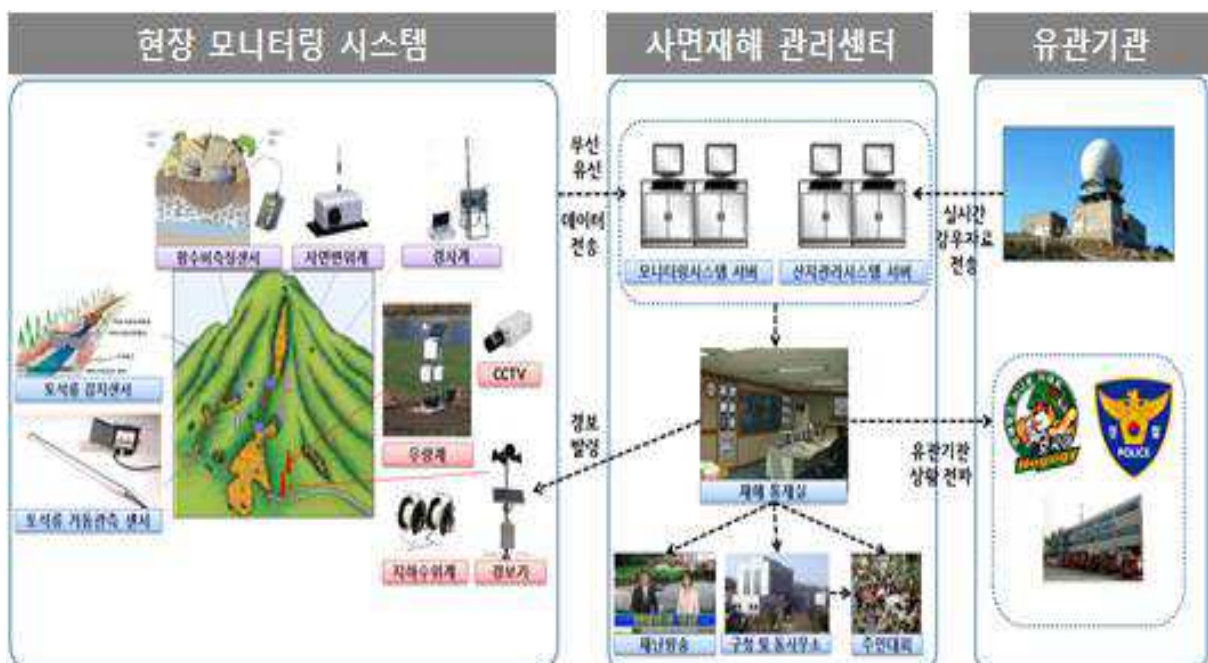 현장 모니터링 시스템
사면재해 관리센터
유관기관
함수비측정센서
사면변위계
경사계
토석류 감지센서
토석류 거동관측 센서
CCTV
우량계
지하수위계
경보기
무선
유선
데이터
전송
모니터링시스템 서버
산지관리시스템 서버
실시간
강우자료
전송
경보
발령
재해 통제실
유관기관
상황 전파
POLICE
재난방송
구청 및 동사무소
주민대피